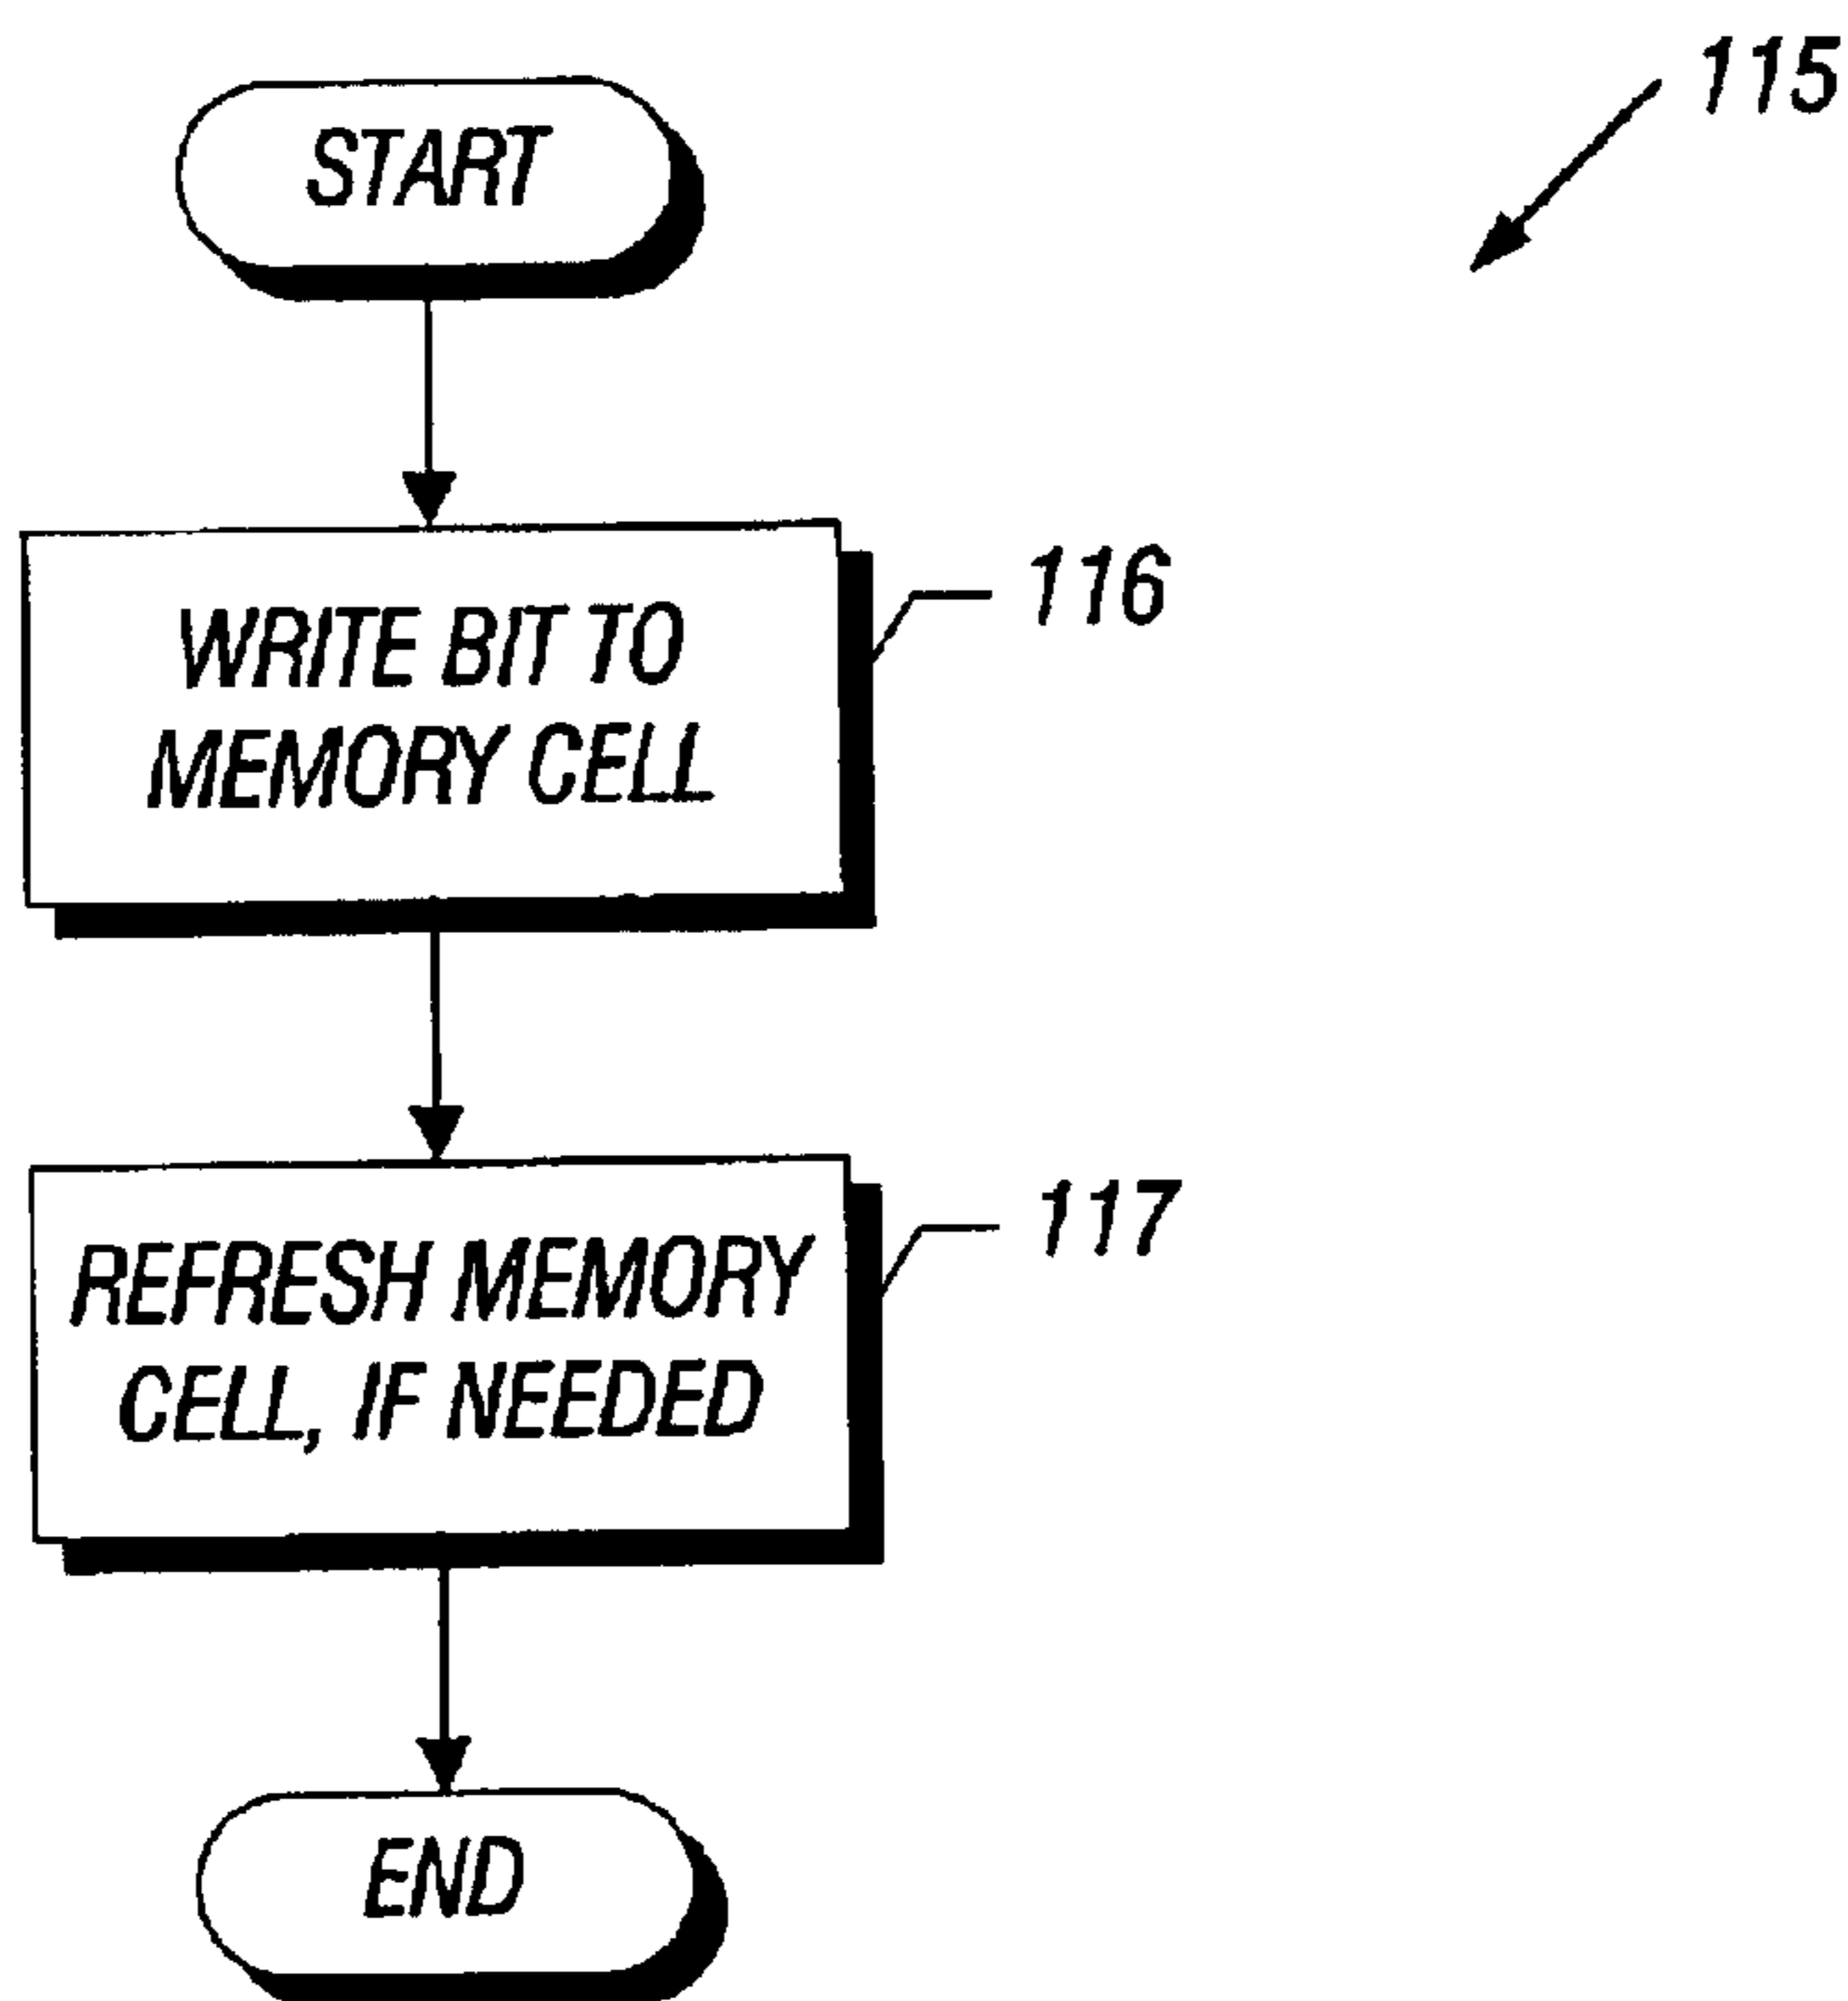 115
START
WRITE BIT TO
MEMORY CELL
116
REFRESH MEMORY
CELL, IF NEEDED
117
END